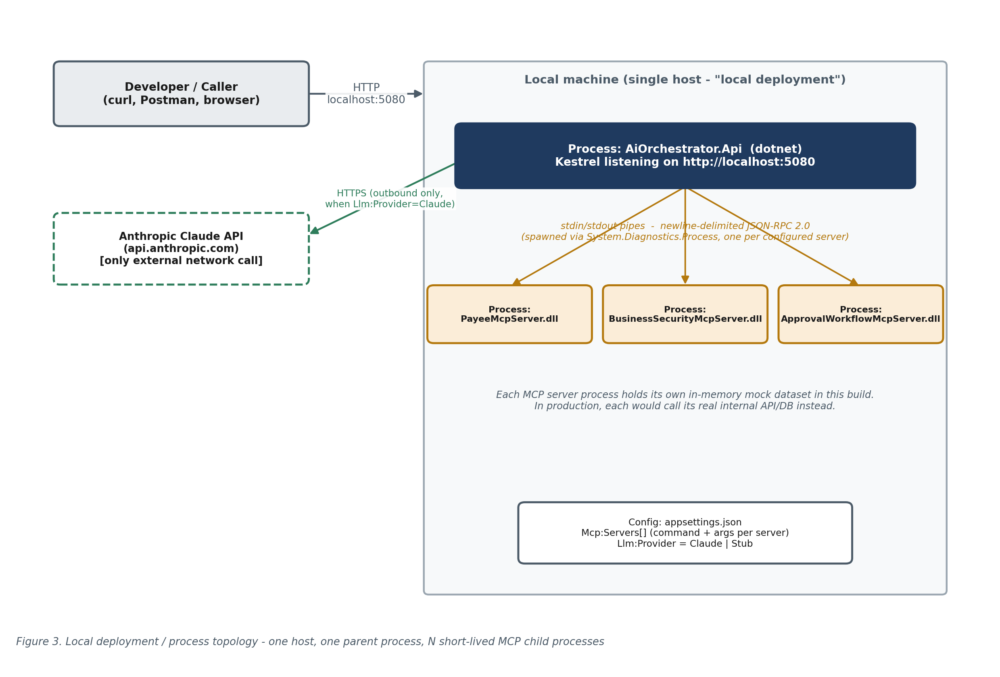 Developer / Caller
(curl, Postman, browser)
HTTP
localhost:5080
Local machine (single host - "local deployment")
Process: AiOrchestrator.Api  (dotnet)
Kestrel listening on http://localhost:5080
HTTPS (outbound only,
when Llm:Provider=Claude)
Anthropic Claude API
(api.anthropic.com)
[only external network call]
stdin/stdout pipes  -  newline-delimited JSON-RPC 2.0
(spawned via System.Diagnostics.Process, one per configured server)
Process:
PayeeMcpServer.dll
Process:
BusinessSecurityMcpServer.dll
Process:
ApprovalWorkflowMcpServer.dll
Each MCP server process holds its own in-memory mock dataset in this build.
In production, each would call its real internal API/DB instead.
Config: appsettings.json
Mcp:Servers[] (command + args per server)
Llm:Provider = Claude | Stub
Figure 3. Local deployment / process topology - one host, one parent process, N short-lived MCP child processes